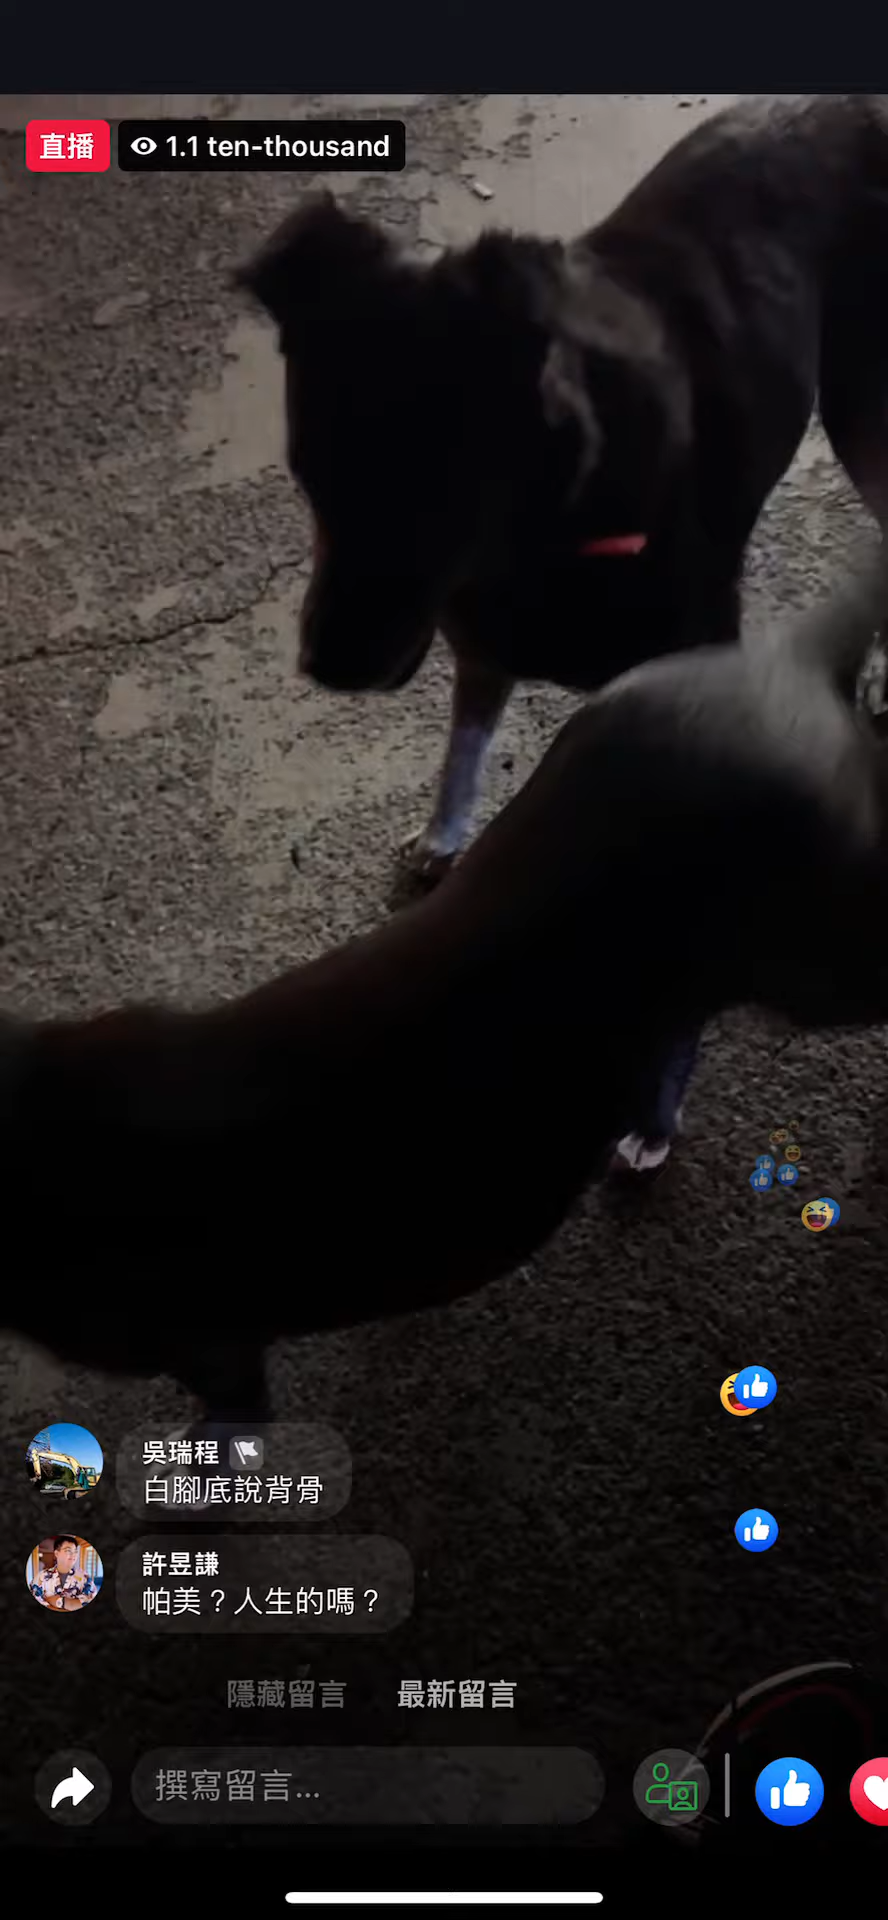 直播
1.1 ten-thousand
吳瑞程
白腳底說背骨
許昱謙
帕美？人生的嗎？
隱藏留言 最新留言
撰寫留言...